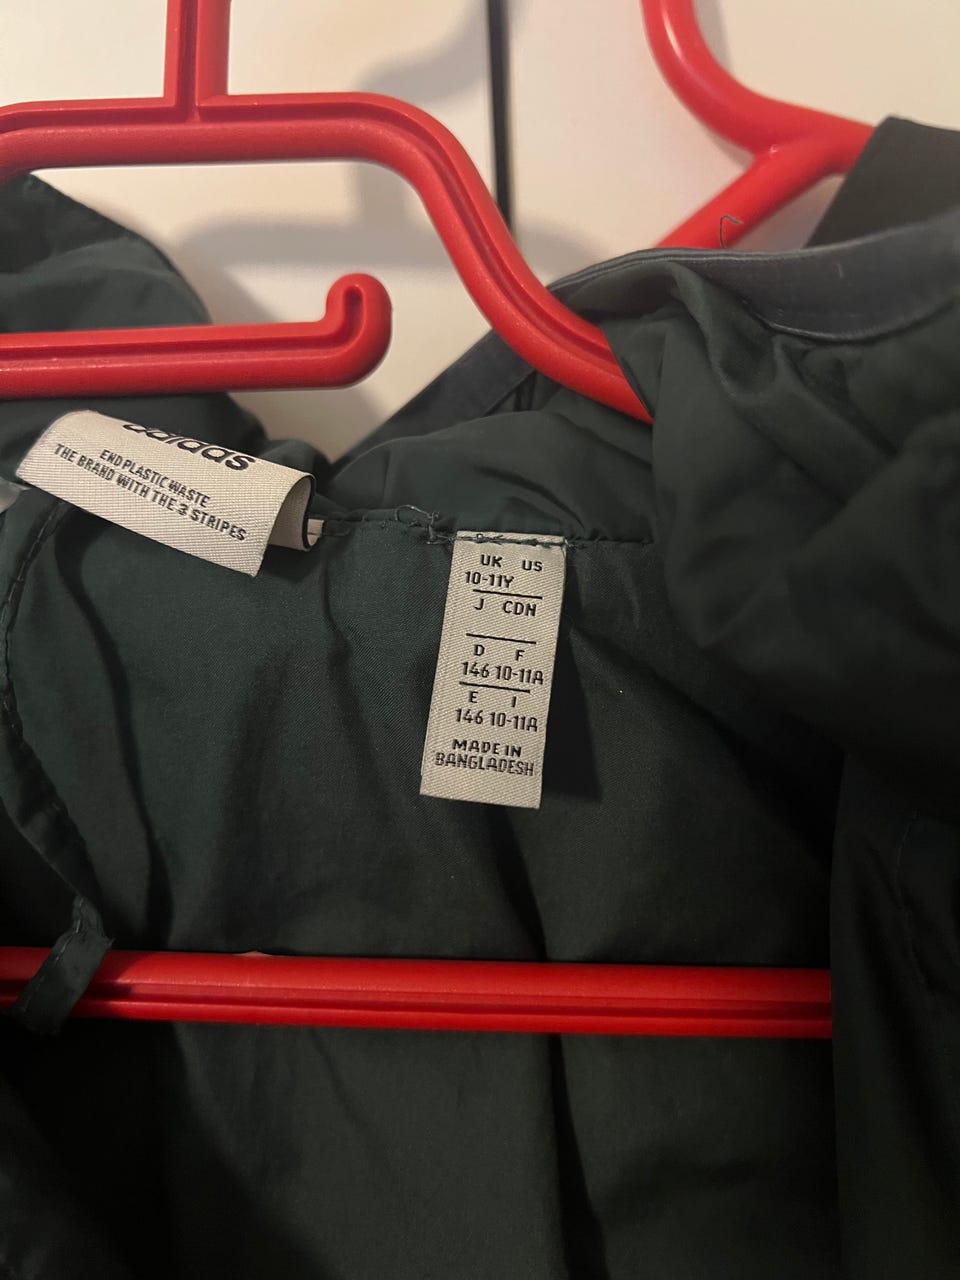 adidas
END PLASTIC WASTE
THE BRAND WITH THE 3 STRIPES
UK US
10-11Y
J CDN
D F
146 10-11A
E I
146 10-11A
MADE IN
BANGLADESH